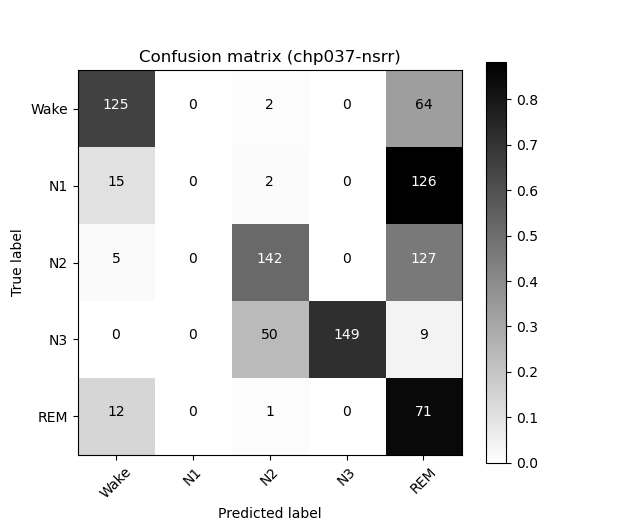 Confusion matrix (chp037-nsrr)
True label
Wake 125 0 2 0 64
N1 15 0 2 0 126
N2 5 142 0 127
N3 0 0 50 149 9
REM 12 0 1 0 71
Wake N1 N2 N3 REM
Predicted label
0.8
0.7
0.6
0.5
0.4
0.3
0.2
0.1
0.0